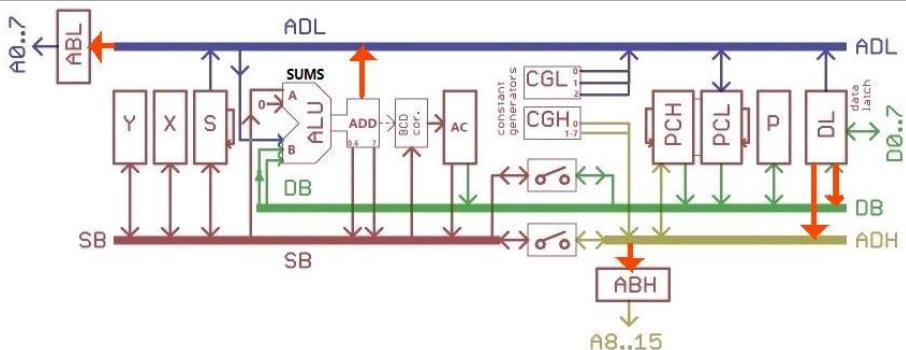 ADL
A0..7
ABL
ADL
SUMS
Y
X
S
0
A
B
ALU
ADD
0-6 7
BCD
cor.
AC
constant
generators
CGL
0
1
2
CGH
0
1-7
PCH
PCL
P
DL
data
latch
D0..7
DB
DB
SB
SB
ADH
ABH
A8..15